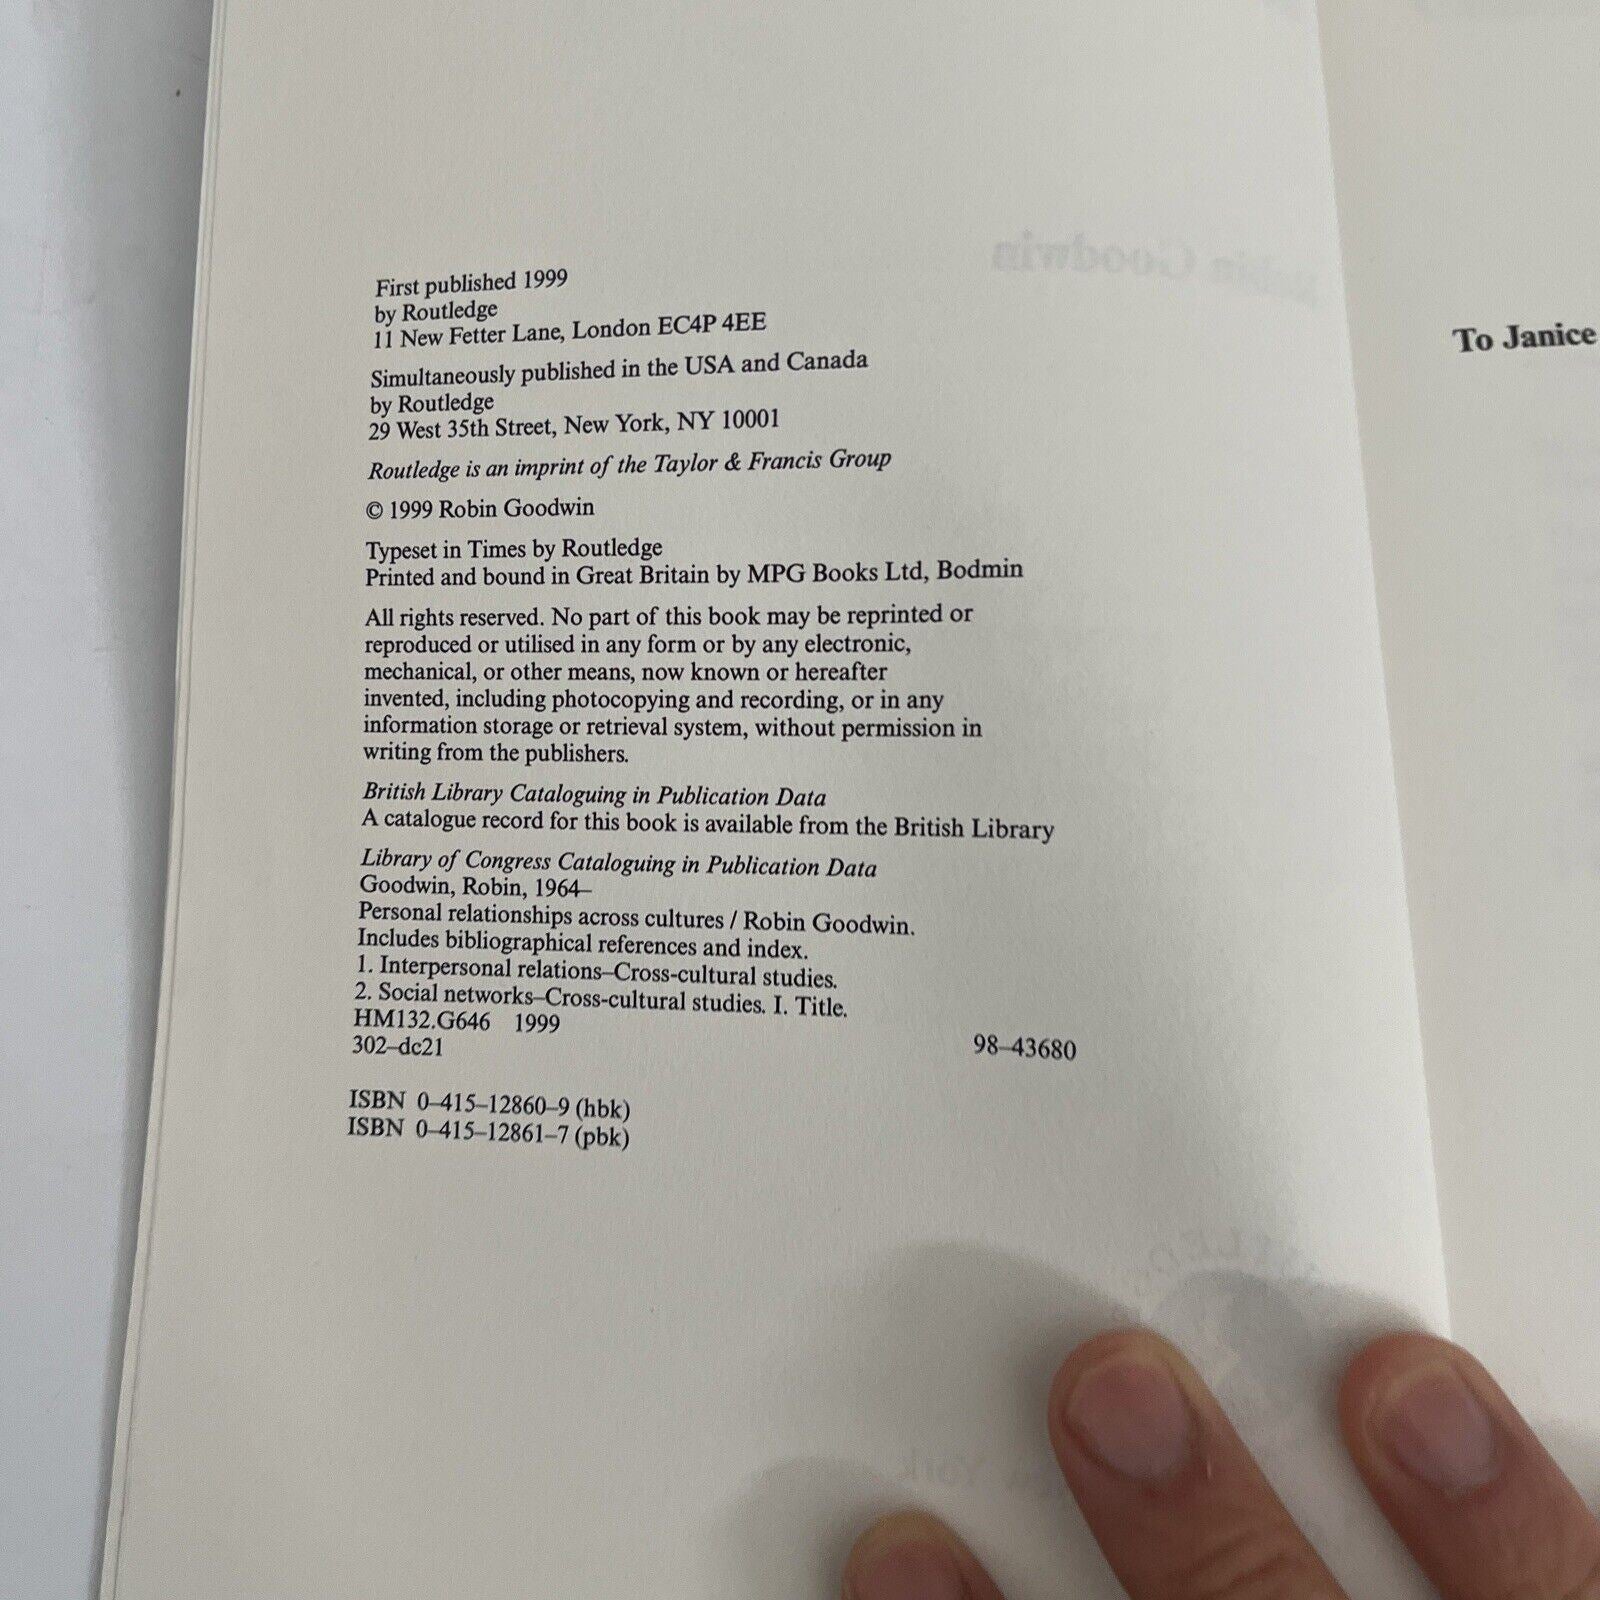 First published 1999
by Routledge
11 New Fetter Lane, London EC4P 4EE
Simultaneously published in the USA and Canada
by Routledge
29 West 35th Street, New York, NY 10001
Routledge is an imprint of the Taylor & Francis Group
© 1999 Robin Goodwin
Typeset in Times by Routledge
Printed and bound in Great Britain by MPG Books Ltd, Bodmin
All rights reserved. No part of this book may be reprinted or
reproduced or utilised in any form or by any electronic,
mechanical, or other means, now known or hereafter
invented, including photocopying and recording, or in any
information storage or retrieval system, without permission in
writing from the publishers.
British Library Cataloguing in Publication Data
A catalogue record for this book is available from the British Library
Library of Congress Cataloguing in Publication Data
Goodwin, Robin, 1964–
Personal relationships across cultures / Robin Goodwin.
Includes bibliographical references and index.
1. Interpersonal relations–Cross-cultural studies.
2. Social networks–Cross-cultural studies. I. Title.
HM132.G646 1999
302–dc21 98–43680
ISBN 0–415–12860–9 (hbk)
ISBN 0–415–12861–7 (pbk)
To Janice
Robin Goodwin